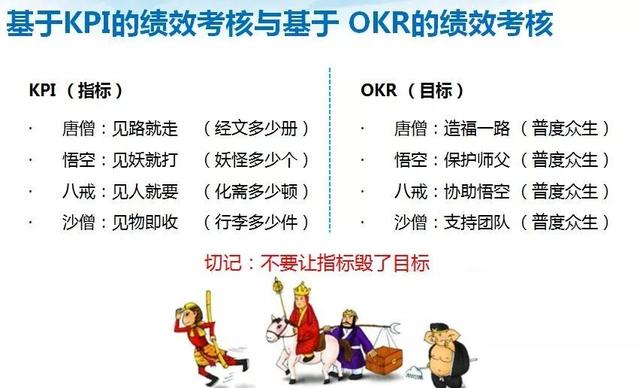 基于KPI的绩效考核与基于 OKR的绩效考核
KPI（指标）
· 唐僧：见路就走 （经文多少册）
· 悟空：见妖就打 （妖怪多少个）
· 八戒：见人就要 （化斋多少顿）
· 沙僧：见物即收 （行李多少件）
OKR（目标）
· 唐僧：造福一路（普度众生）
· 悟空：保护师父（普度众生）
· 八戒：协助悟空（普度众生）
· 沙僧：支持团队（普度众生）
切记：不要让指标毁了目标